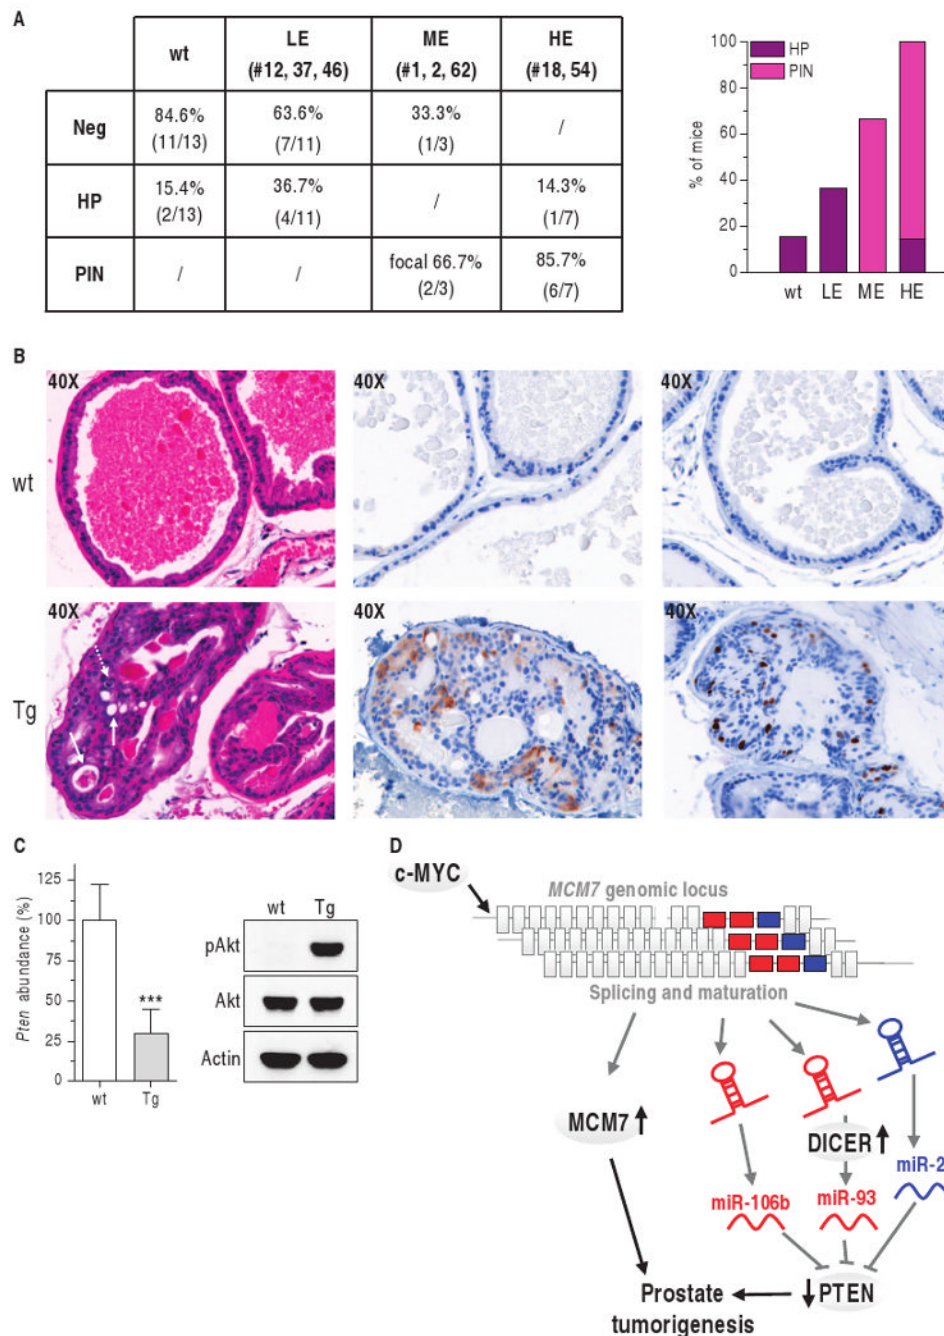 A
wt
LE
(#12, 37, 46)
ME
(#1, 2, 62)
HE
(#18, 54)
Neg
84.6%
(11/13)
63.6%
(7/11)
33.3%
(1/3)
/
HP
15.4%
(2/13)
36.7%
(4/11)
/
14.3%
(1/7)
PIN
/
/
focal 66.7%
(2/3)
85.7%
(6/7)
% of mice
100
80
60
40
20
0
HP
PIN
wt LE ME HE
B
wt
40X
40X
40X
Tg
40X
40X
40X
C
Pten abundance (%)
125
100
75
50
25
0
***
wt Tg
wt Tg
pAkt
Akt
Actin
D
c-MYC
MCM7 genomic locus
Splicing and maturation
MCM7
DICER
miR-2
miR-106b
miR-93
Prostate
tumorigenesis
PTEN